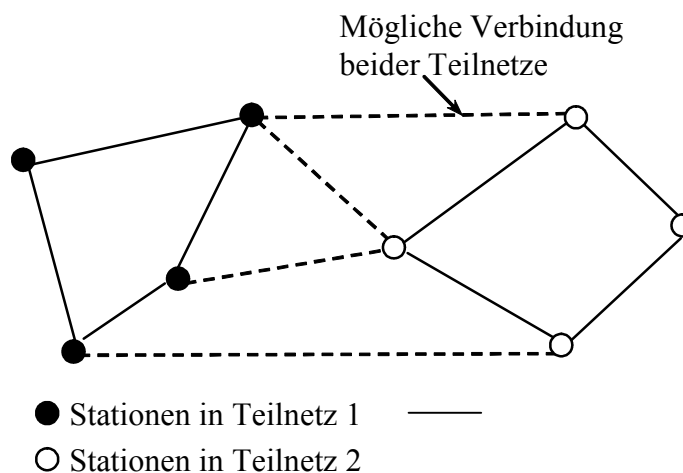 Mögliche Verbindung
beider Teilnetze
Stationen in Teilnetz 1
Stationen in Teilnetz 2